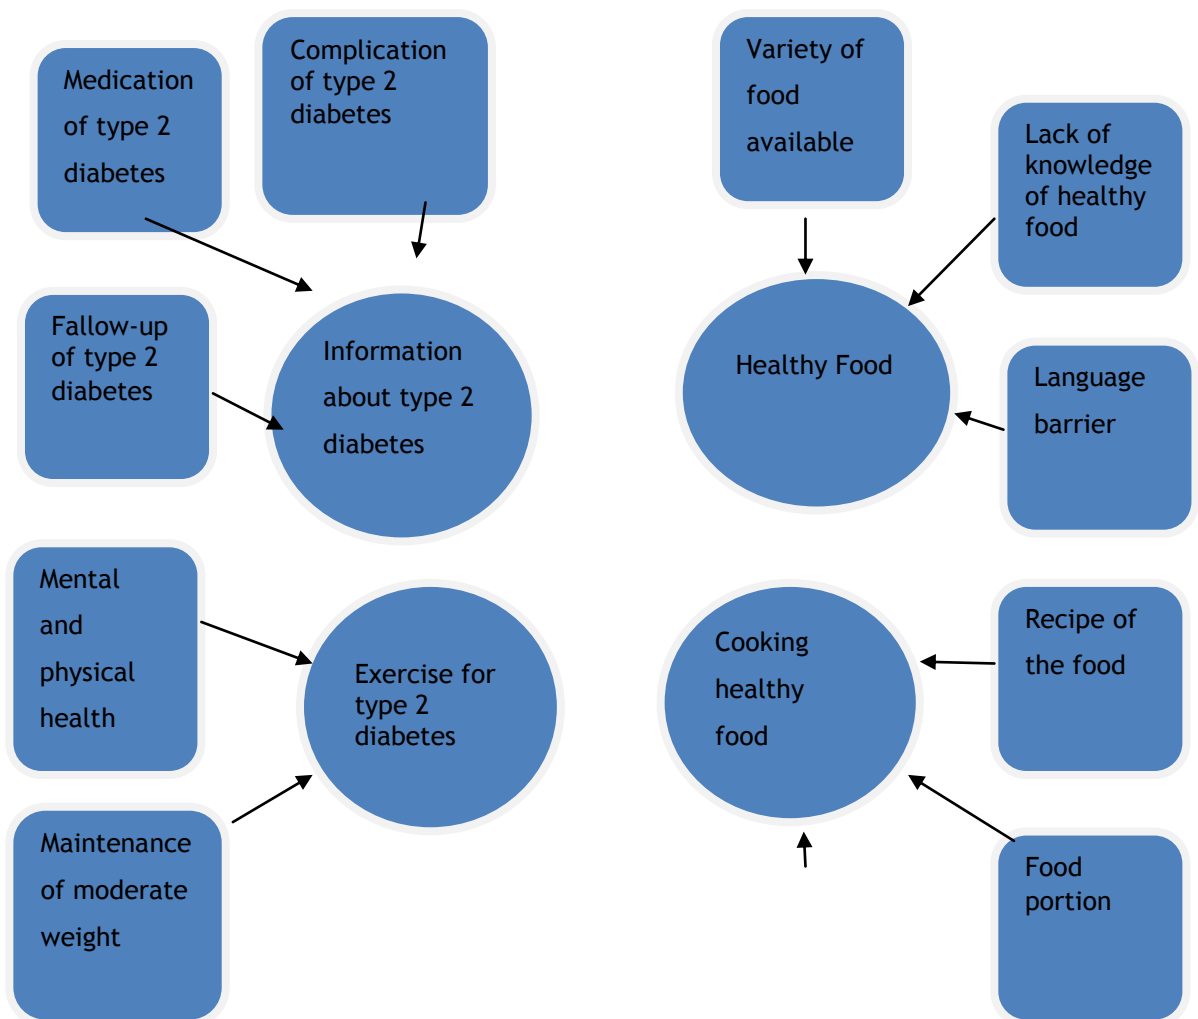 Medication
of type 2
diabetes
Complication
of type 2
diabetes
Variety of
food
available
Lack of
knowledge
of healthy
food
Fallow-up
of type 2
diabetes
Information
about type 2
diabetes
Healthy Food
Language
barrier
Mental
and
physical
health
Exercise for
type 2
diabetes
Cooking
healthy
food
Recipe of
the food
Maintenance
of moderate
weight
Food
portion